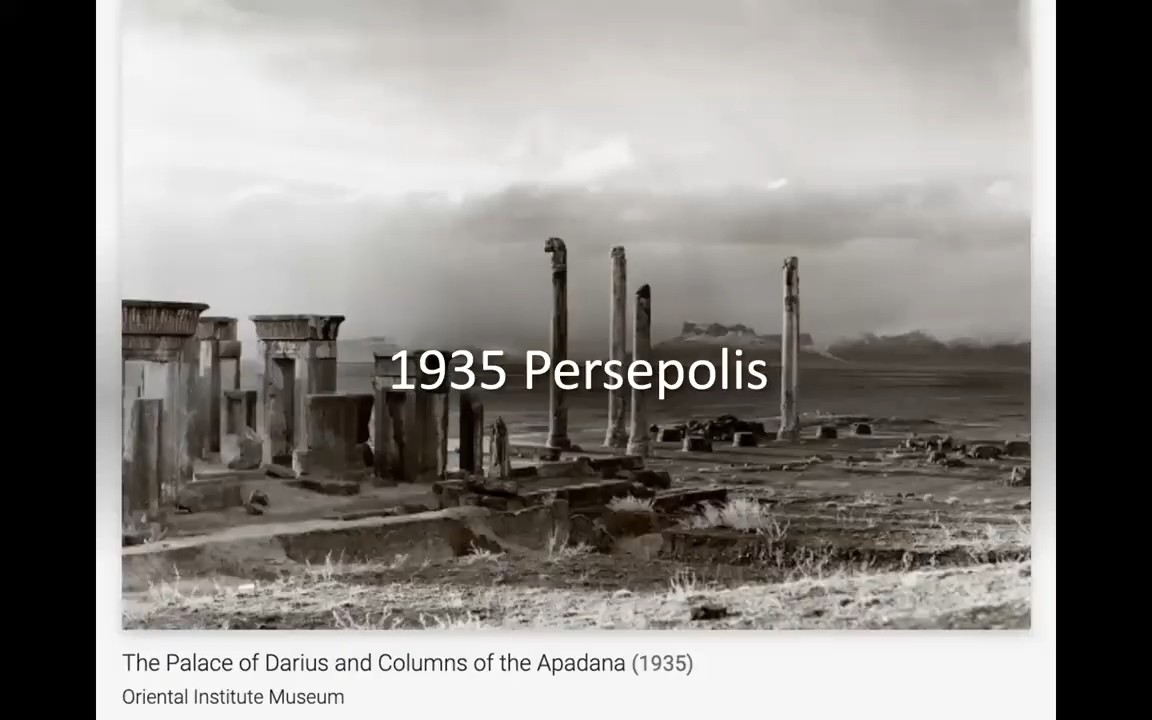 1935 Persepolis
The Palace of Darius and Columns of the Apadana (1935)
Oriental Institute Museum